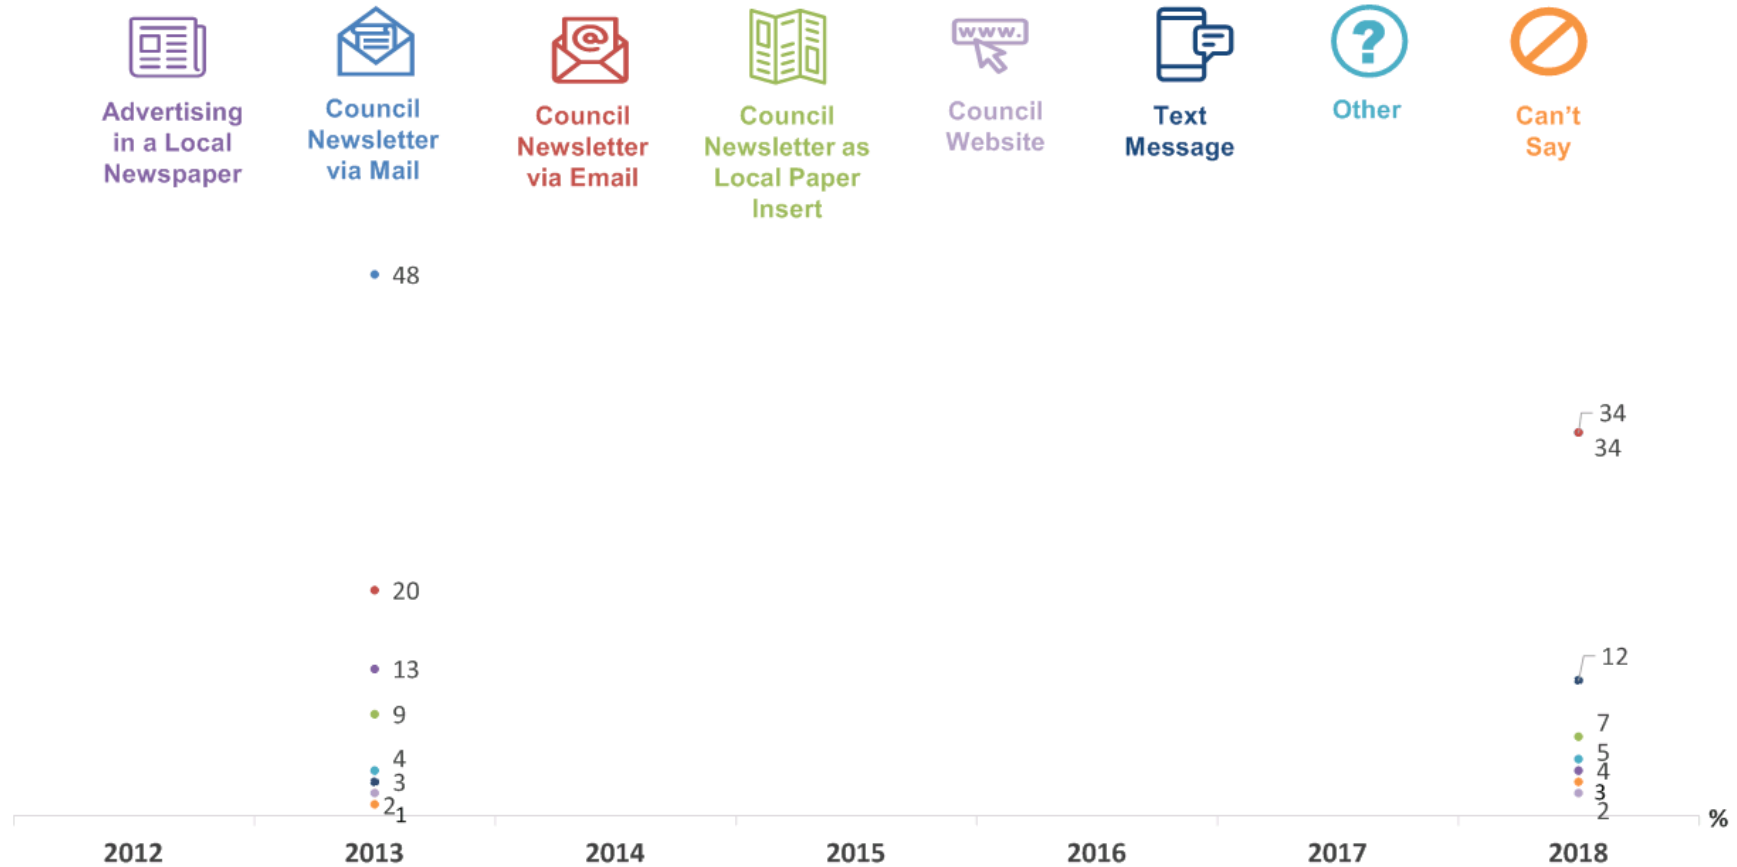 www.
@
?
Advertising
in a Local
Newspaper
Council
Newsletter
via Mail
Council
Newsletter
via Email
Council
Newsletter as
Local Paper
Insert
Council
Website
Text
Message
Other
Can't
Say
48
20
13
9
4
3
2
1
34
34
12
7
5
4
3
2
%
2012
2013
2014
2015
2016
2017
2018